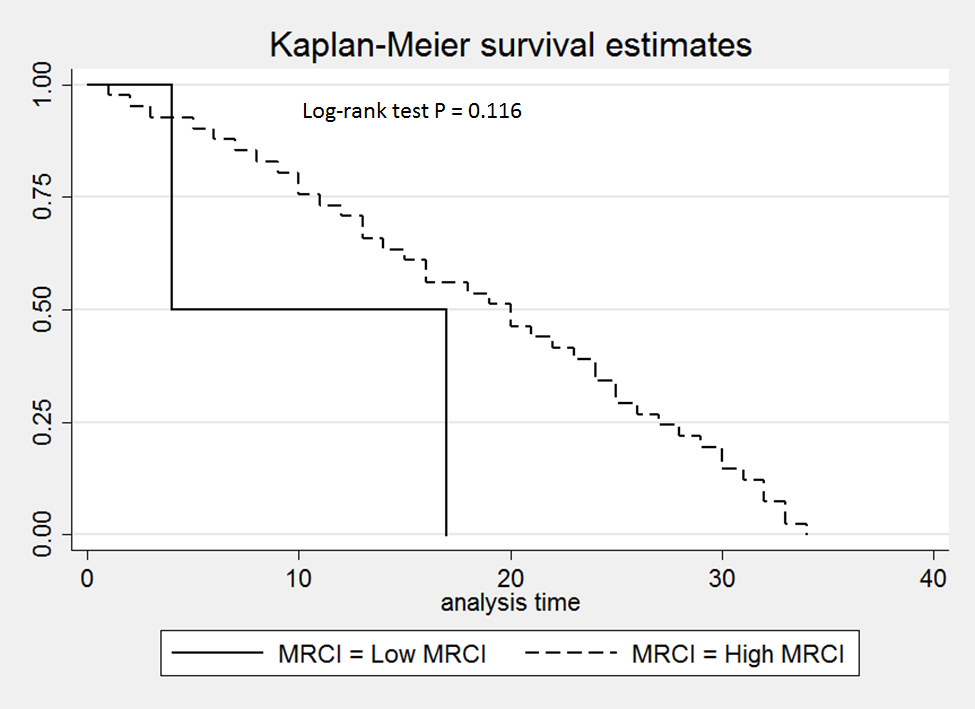 Kaplan-Meier survival estimates
Log-rank test P = 0.116
1.00
0.75
0.50
0.25
0.00
0 10 20 30 40
analysis time
MRCI = Low MRCI MRCI = High MRCI